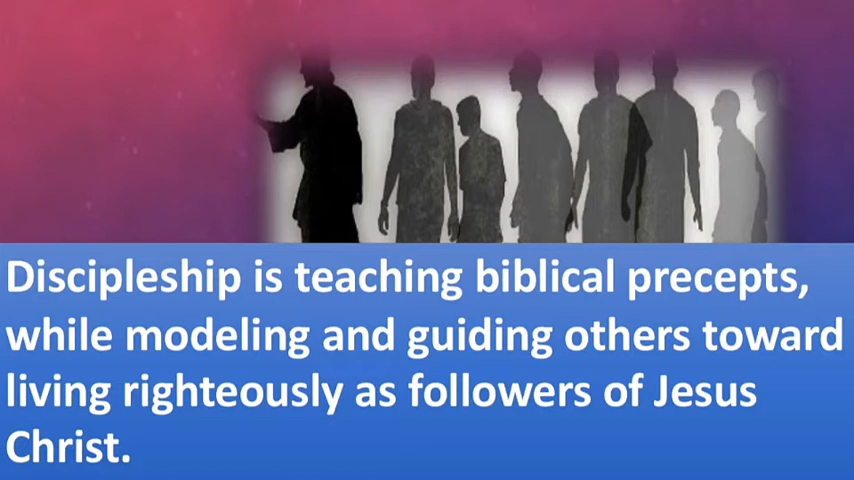 Discipleship is teaching biblical precepts,
while modeling and guiding others toward
living righteously as followers of Jesus
Christ.